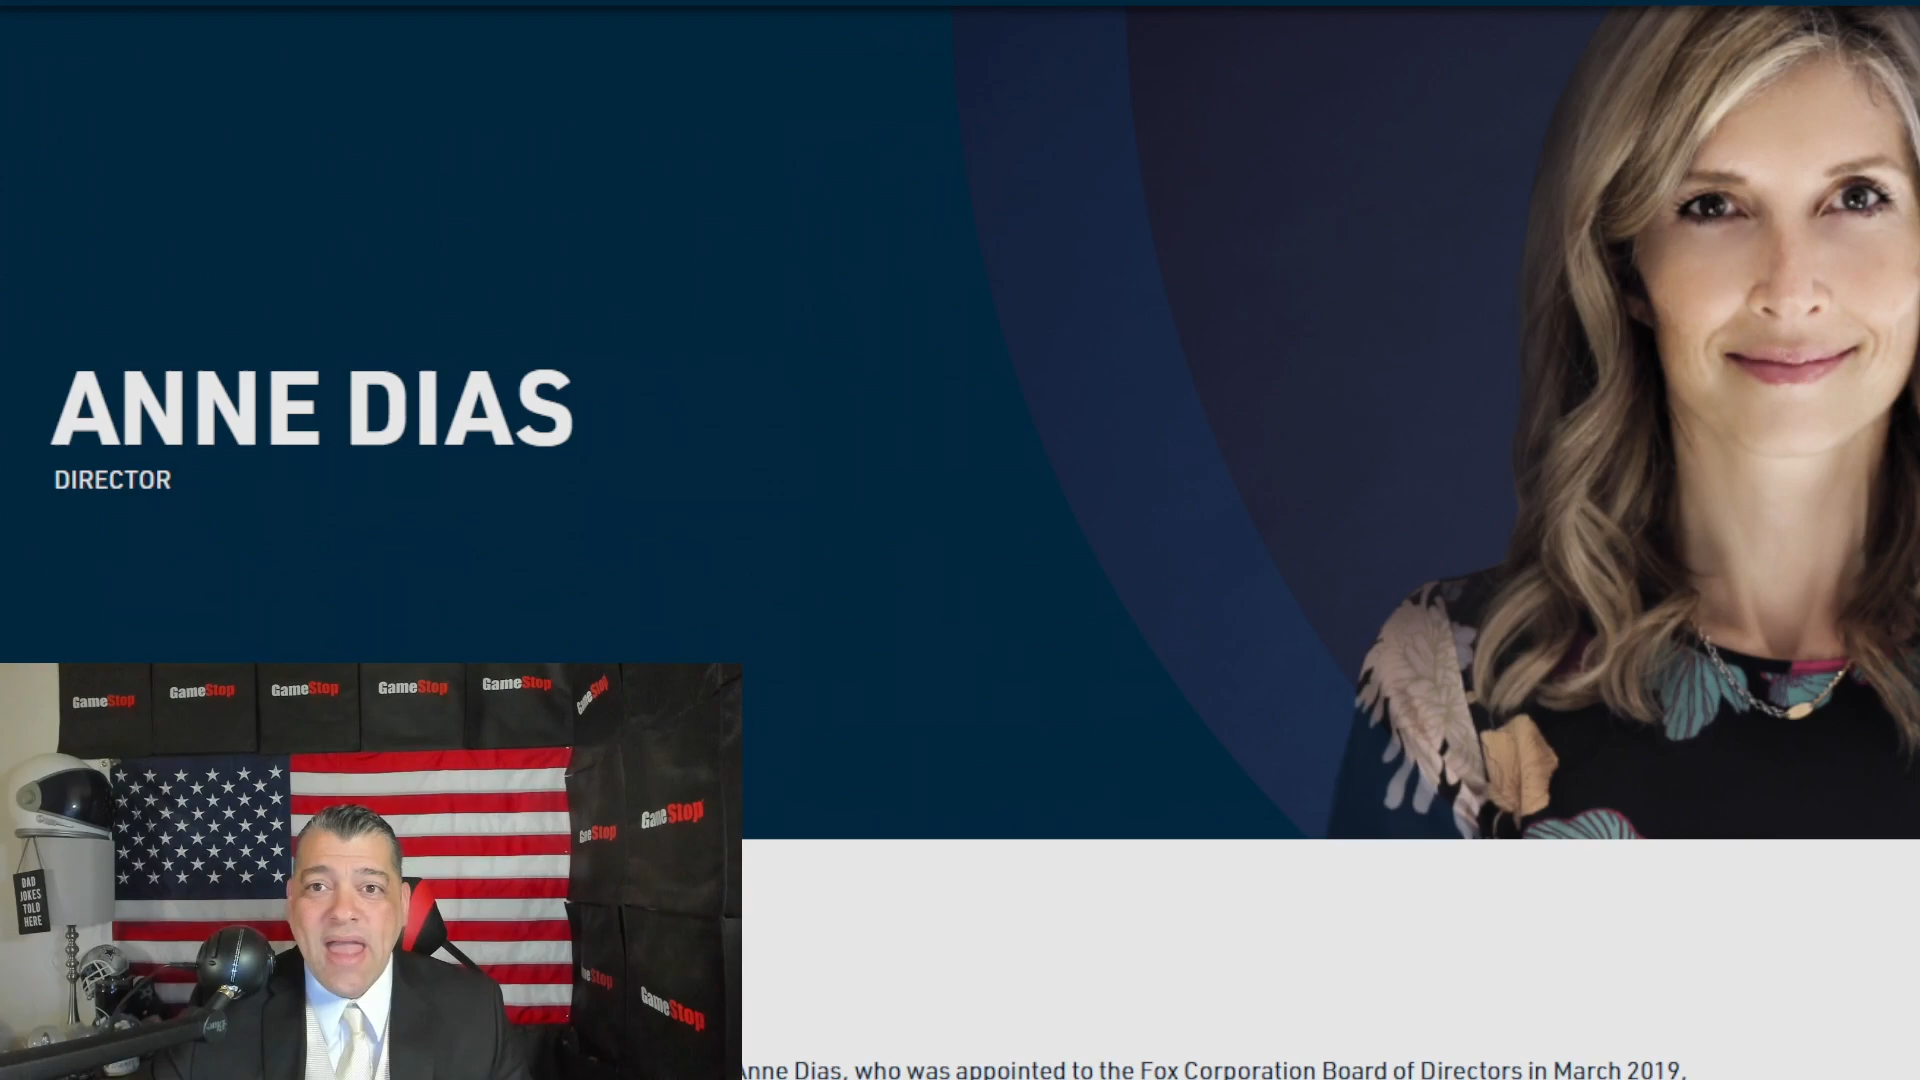 ANNE DIAS
DIRECTOR
GameStop
GameStop
GameStop
GameStop
GameStop
GameStop
GameStop
GameStop
DAD
JOKES
TOLD
HERE
GameStop
Anne Dias, who was appointed to the Fox Corporation Board of Directors in March 2019,